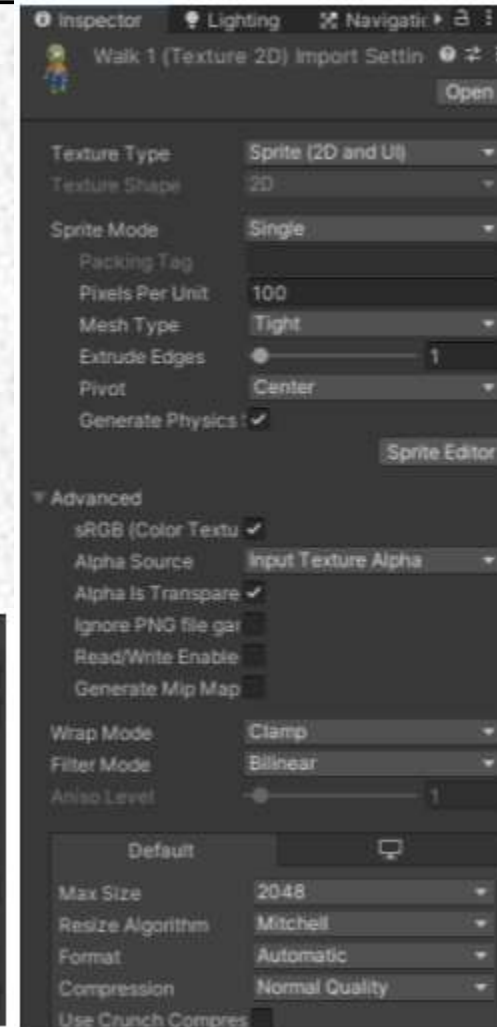 Inspector Lighting Navigatic
Walk 1 (Texture 2D) Import Settin
Open
Texture Type Sprite (2D and UI)
Texture Shape 2D
Sprite Mode Single
Packing Tag
Pixels Per Unit 100
Mesh Type Tight
Extrude Edges 1
Pivot Center
Generate Physics S
Sprite Editor
Advanced
sRGB (Color Textu
Alpha Source Input Texture Alpha
Alpha Is Transpare
Ignore PNG file gar
Read/Write Enable
Generate Mip Map
Wrap Mode Clamp
Filter Mode Bilinear
Aniso Level 1
Default
Max Size 2048
Resize Algorithm Mitchell
Format Automatic
Compression Normal Quality
Use Crunch Compres